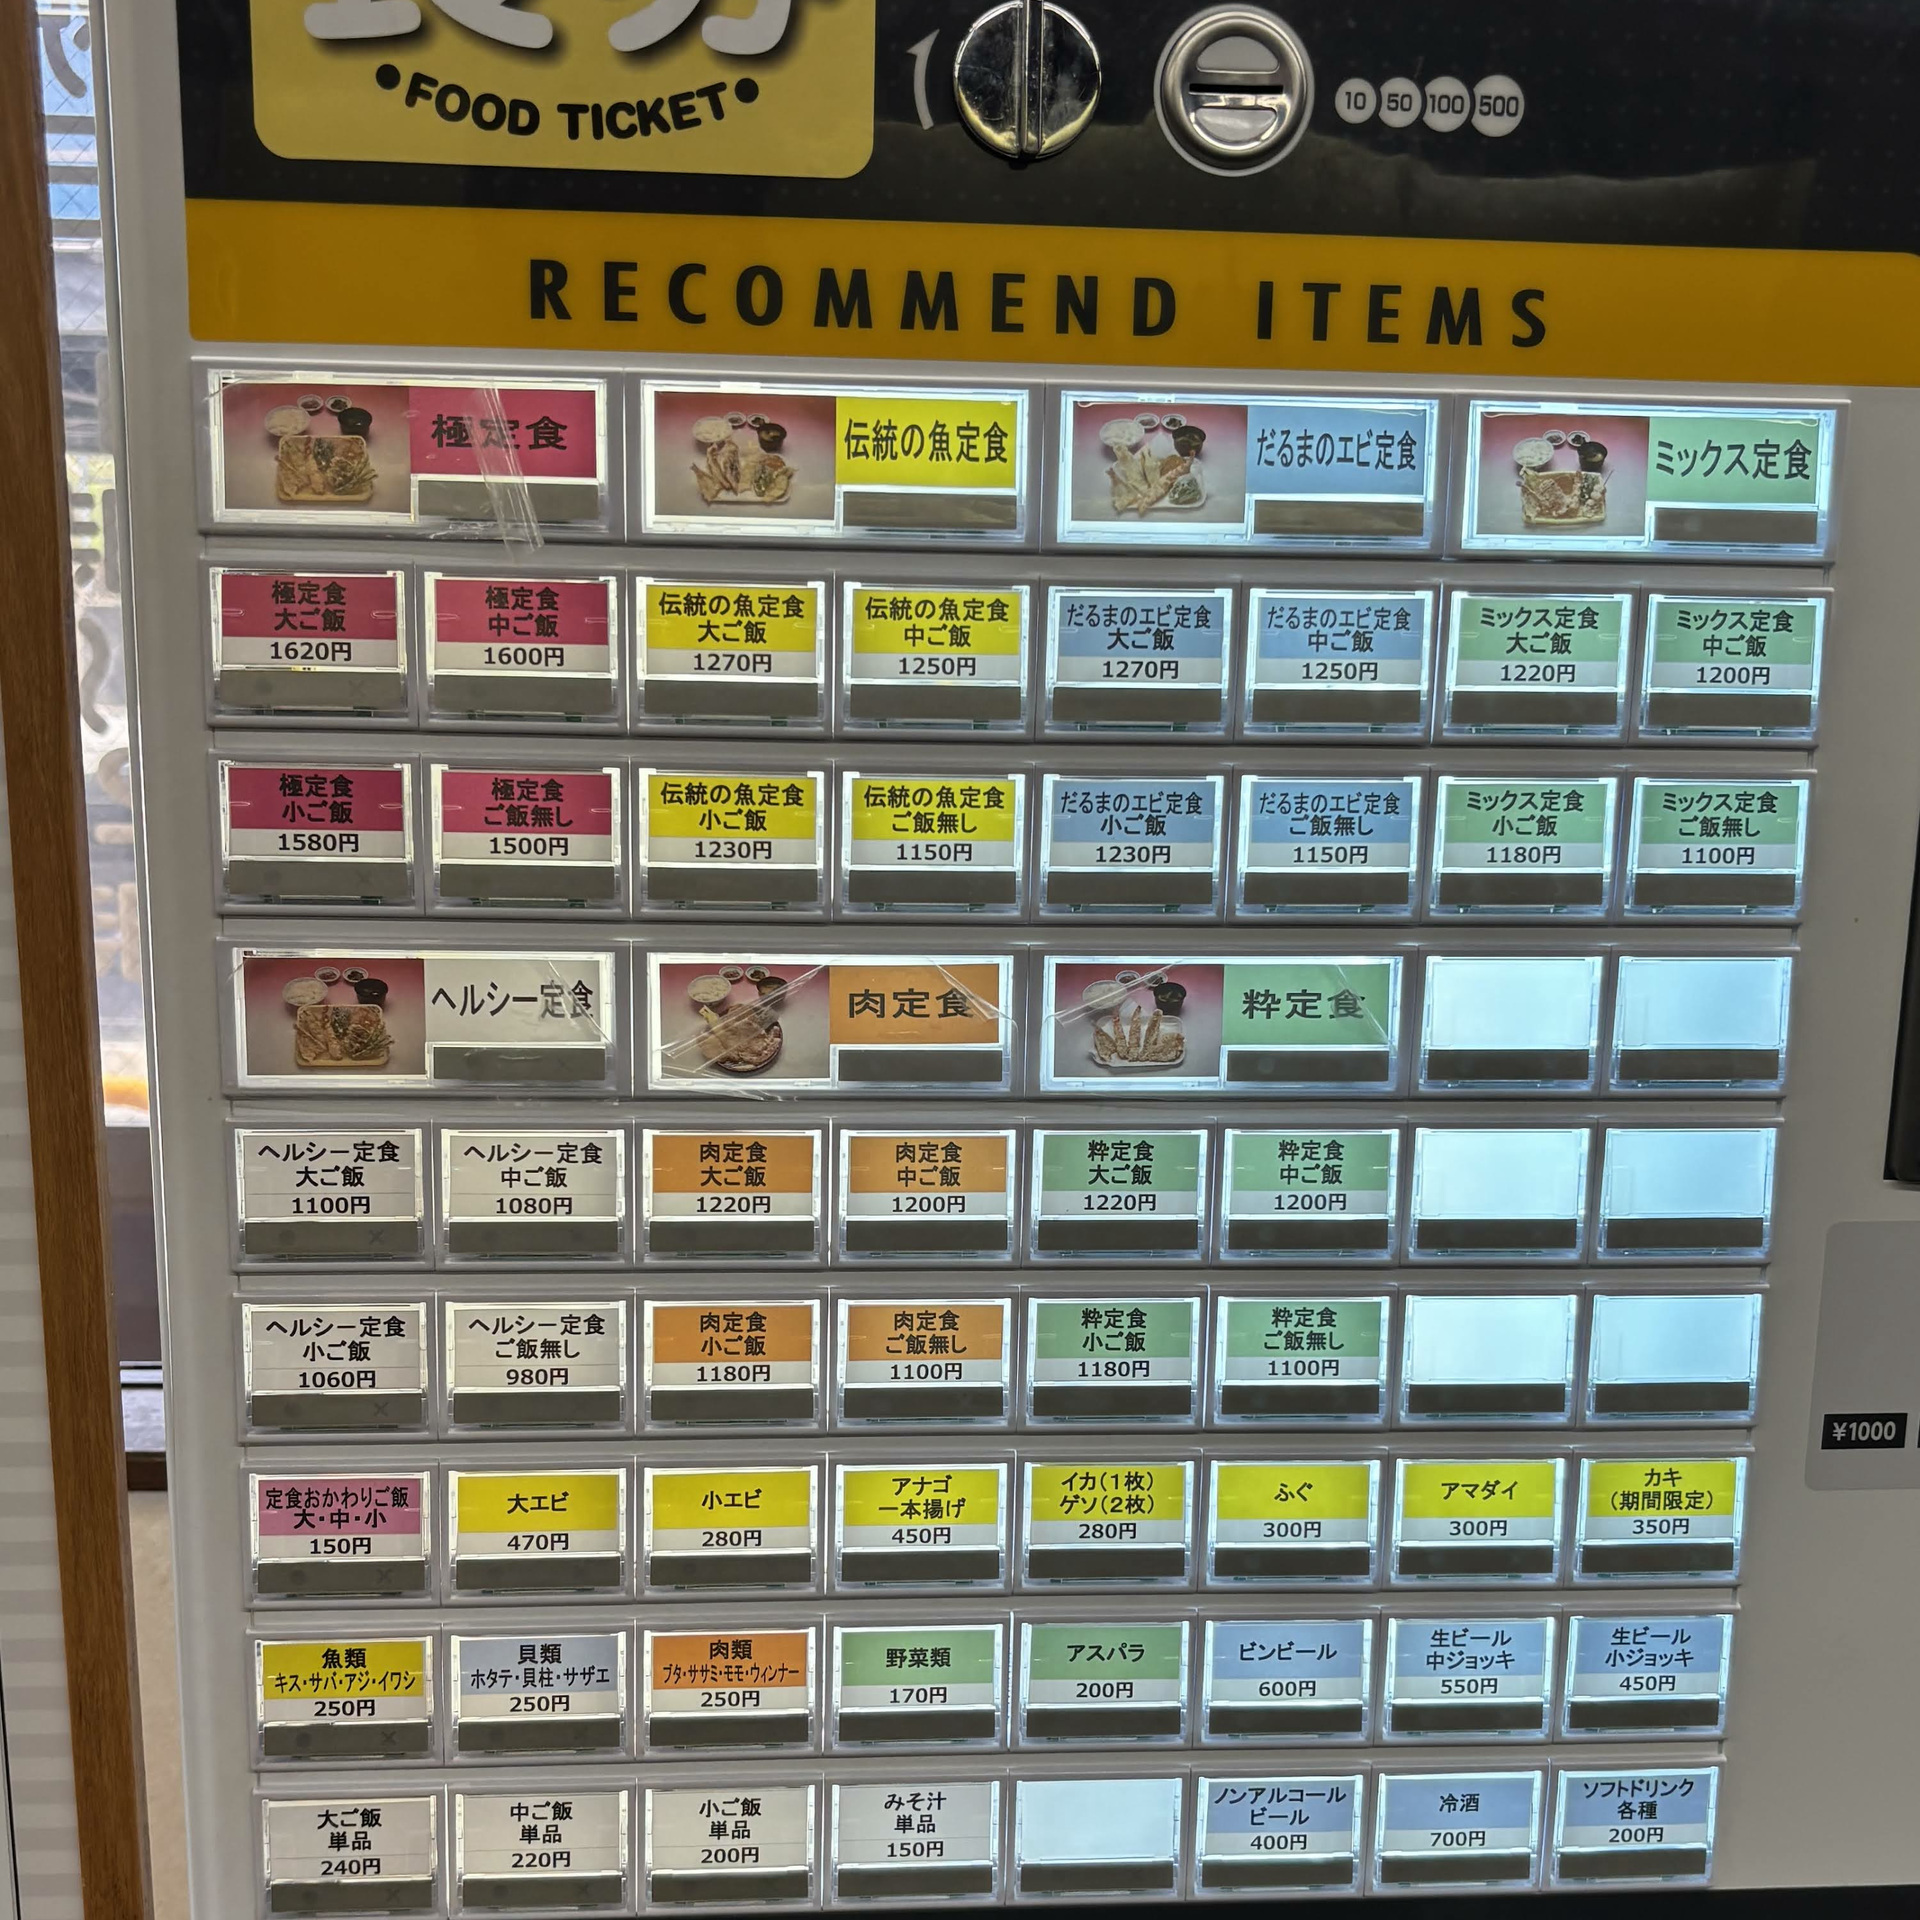 食券
•FOOD TICKET•
10 50 100 500
RECOMMEND ITEMS
極定食
伝統の魚定食
だるまのエビ定食
ミックス定食
極定食
大ご飯
1620円
極定食
中ご飯
1600円
伝統の魚定食
大ご飯
1270円
伝統の魚定食
中ご飯
1250円
だるまのエビ定食
大ご飯
1270円
だるまのエビ定食
中ご飯
1250円
ミックス定食
大ご飯
1220円
ミックス定食
中ご飯
1200円
極定食
小ご飯
1580円
極定食
ご飯無し
1500円
伝統の魚定食
小ご飯
1230円
伝統の魚定食
ご飯無し
1150円
だるまのエビ定食
小ご飯
1230円
だるまのエビ定食
ご飯無し
1150円
ミックス定食
小ご飯
1180円
ミックス定食
ご飯無し
1100円
ヘルシー定食
肉定食
粋定食
ヘルシー定食
大ご飯
1100円
ヘルシー定食
中ご飯
1080円
肉定食
大ご飯
1220円
肉定食
中ご飯
1200円
粋定食
大ご飯
1220円
粋定食
中ご飯
1200円
ヘルシー定食
小ご飯
1060円
ヘルシー定食
ご飯無し
980円
肉定食
小ご飯
1180円
肉定食
ご飯無し
1100円
粋定食
小ご飯
1180円
粋定食
ご飯無し
1100円
¥1000
定食おかわりご飯
大・中・小
150円
大エビ
470円
小エビ
280円
アナゴ
一本揚げ
450円
イカ(1枚)
ゲソ(2枚)
280円
ふぐ
300円
アマダイ
300円
カキ
(期間限定)
350円
魚類
キス・サバ・アジ・イワシ
250円
貝類
ホタテ・貝柱・サザエ
250円
肉類
ブタ・ササミ・モモ・ウィンナー
250円
野菜類
170円
アスパラ
200円
ビンビール
600円
生ビール
中ジョッキ
550円
生ビール
小ジョッキ
450円
大ご飯
単品
240円
中ご飯
単品
220円
小ご飯
単品
200円
みそ汁
単品
150円
ノンアルコール
ビール
400円
冷酒
700円
ソフトドリンク
各種
200円